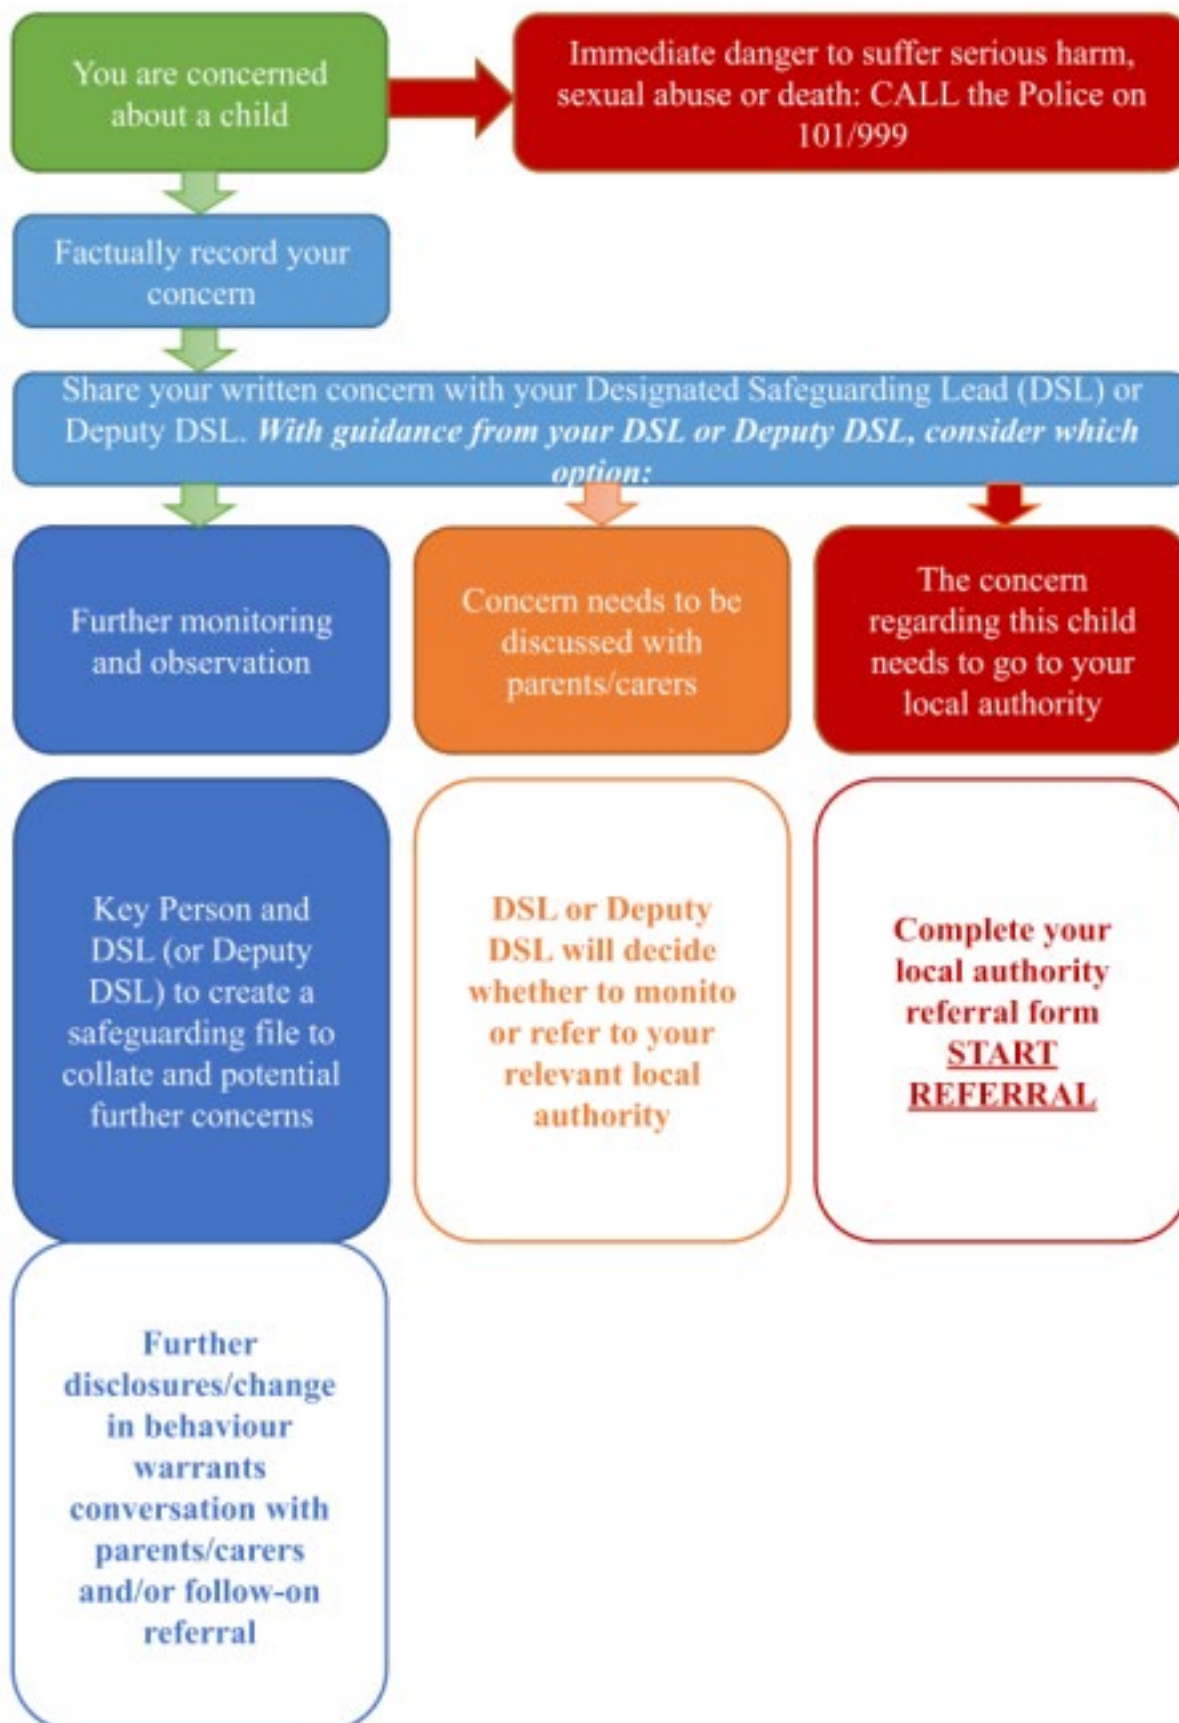 You are concerned
about a child
Immediate danger to suffer serious harm,
sexual abuse or death: CALL the Police on
101/999
Factually record your
concern
Share your written concern with your Designated Safeguarding Lead (DSL) or
Deputy DSL. With guidance from your DSL or Deputy DSL, consider which
option:
Further monitoring
and observation
Concern needs to be
discussed with
parents/carers
The concern
regarding this child
needs to go to your
local authority
Key Person and
DSL (or Deputy
DSL) to create a
safeguarding file to
collate and potential
further concerns
DSL or Deputy
DSL will decide
whether to monito
or refer to your
relevant local
authority
Complete your
local authority
referral form
START
REFERRAL
Further
disclosures/change
in behaviour
warrants
conversation with
parents/carers
and/or follow-on
referral